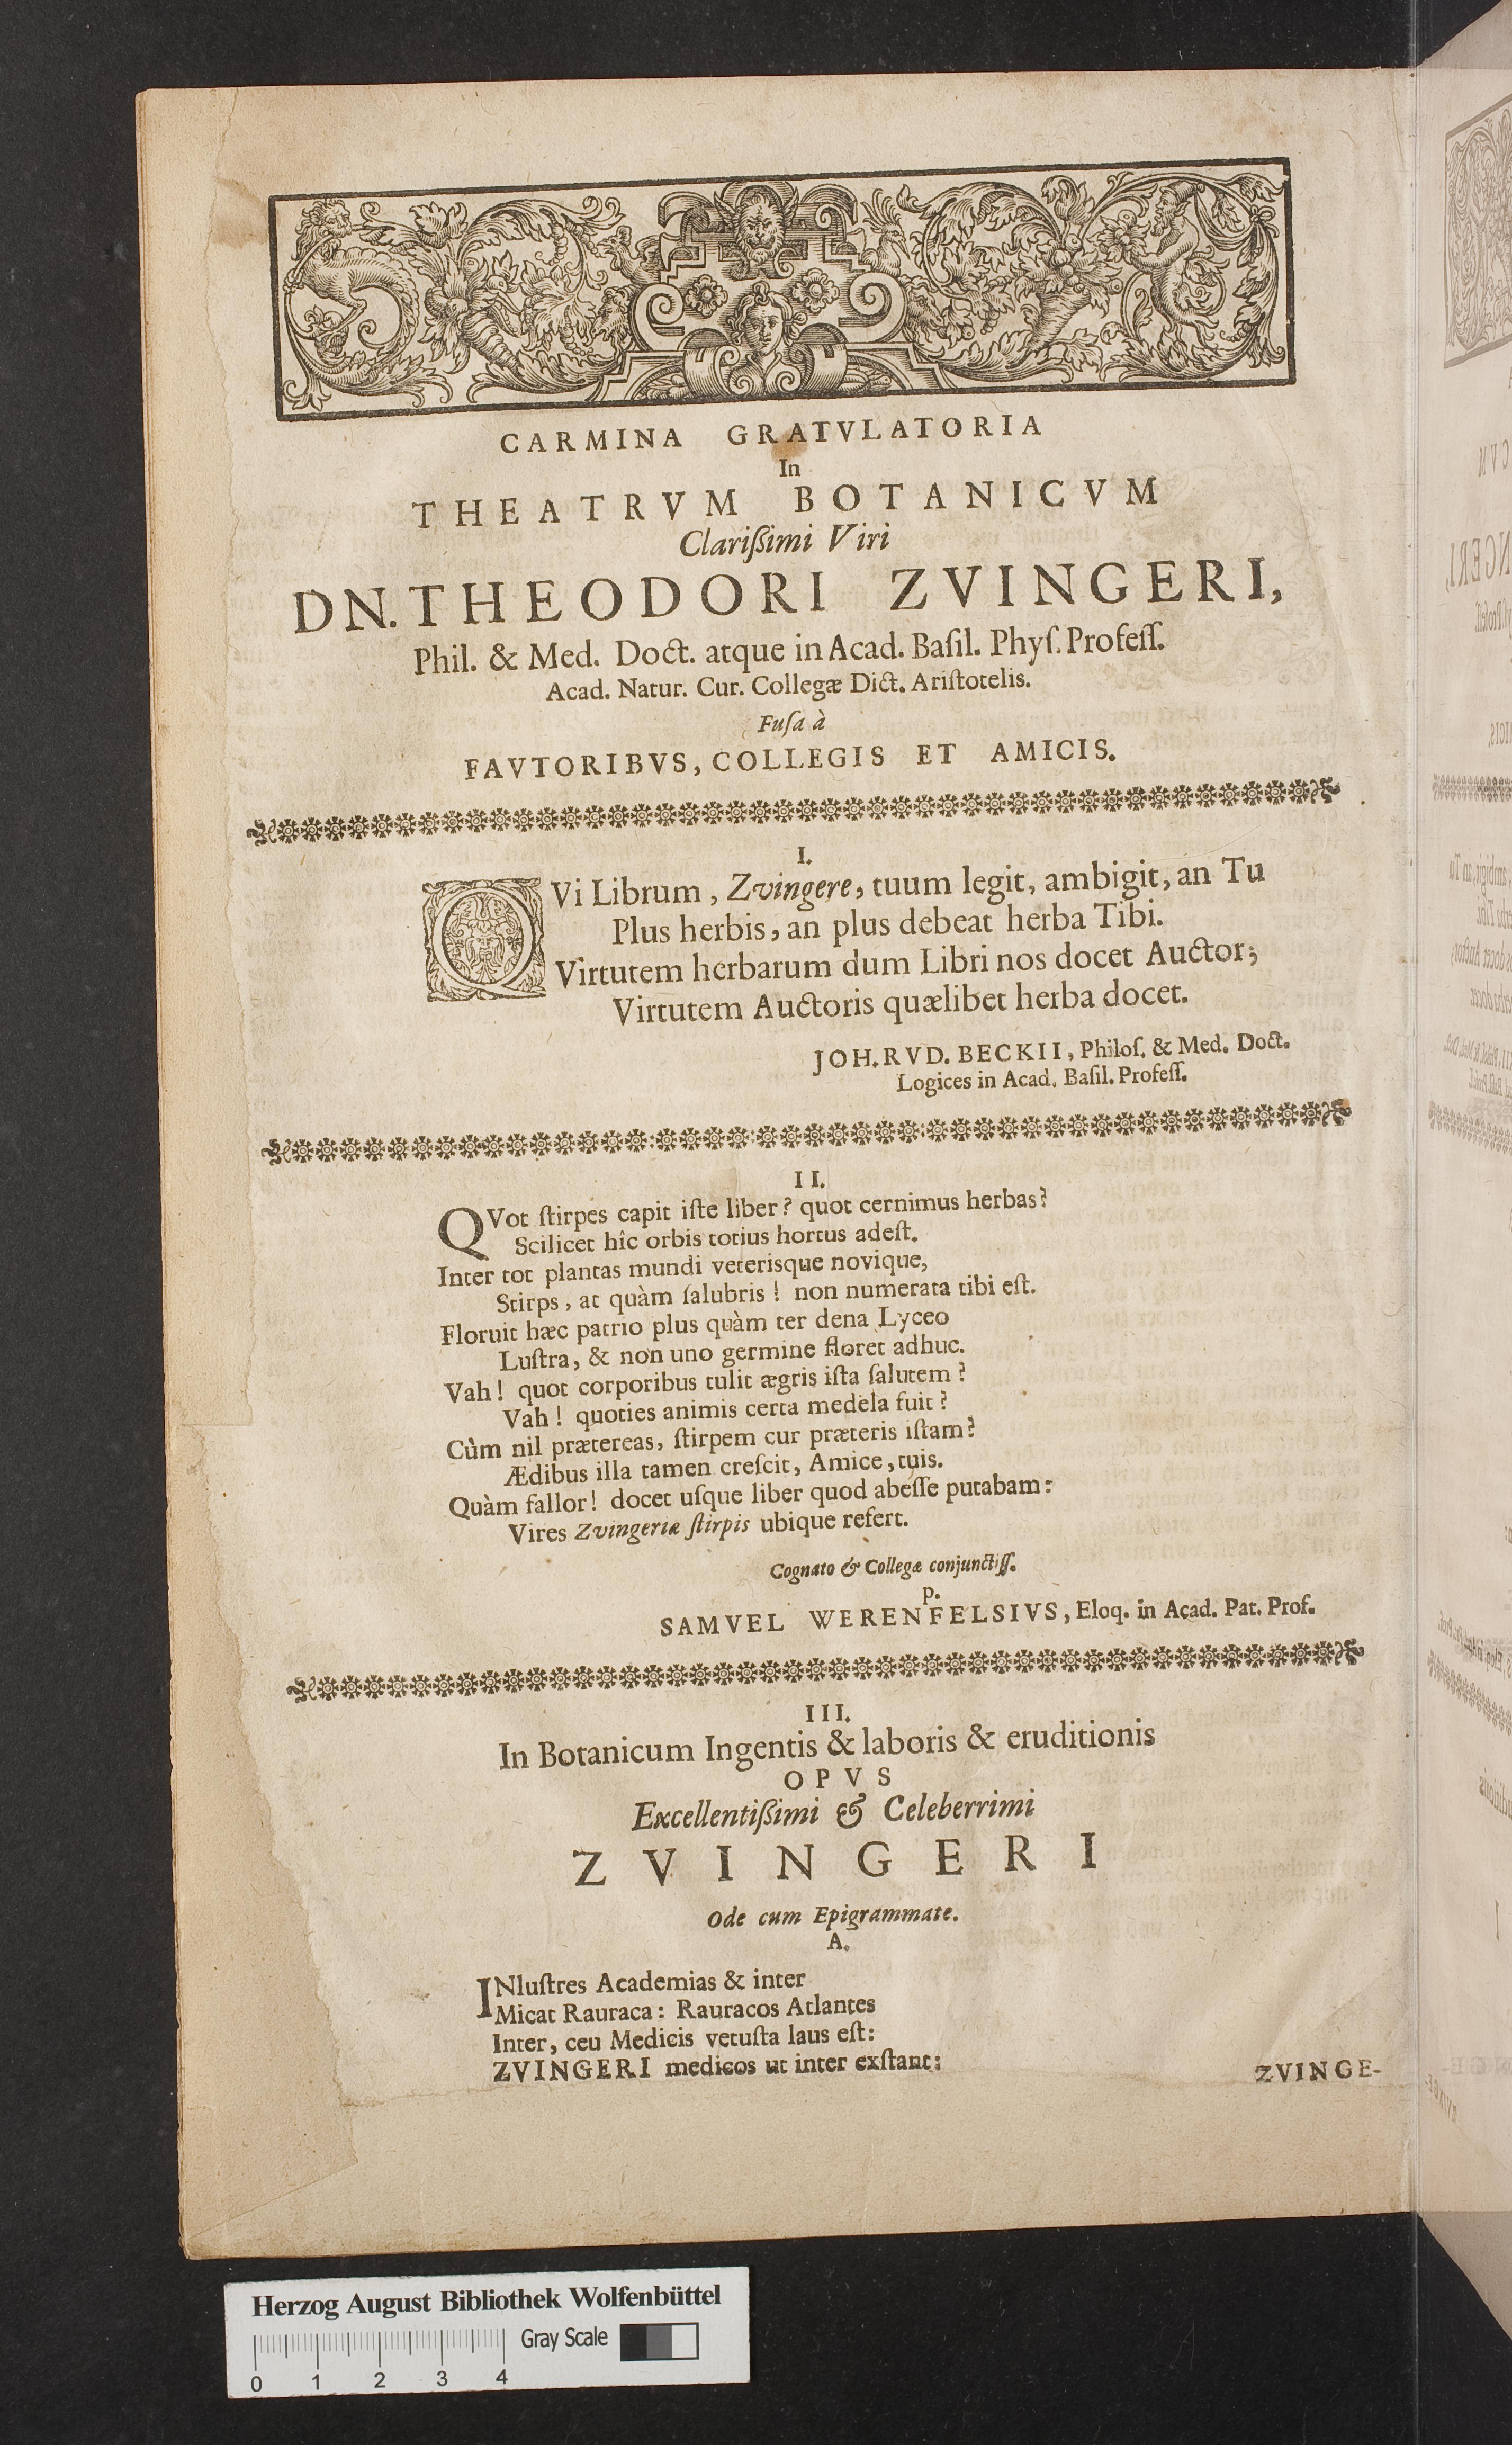 CARMINA GRATVLATORIA
In
THEATRVM BOTANICVM
Clarißimi Viri
DN. THEODORI ZVINGERI,
Phil. & Med. Doct. atque in Acad. Baſil. Phyſ. Profeſſ.
Acad. Natur. Cur. Collegæ Dict. Ariſtotelis.
Fuſa à
FAVTORIBVS, COLLEGIS ET AMICIS.
I.
QVi Librum, Zvingere, tuum legit, ambigit, an Tu
Plus herbis, an plus debeat herba Tibi.
Virtutem herbarum dum Libri nos docet Auctor;
Virtutem Auctoris quælibet herba docet.
JOH. RVD. BECKII, Philoſ. & Med. Doct.
Logices in Acad. Baſil. Profeſſ.
II.
QVot ſtirpes capit iſte liber? quot cernimus herbas?
Scilicet hîc orbis totius hortus adeſt.
Inter tot plantas mundi veterisque novique,
Stirps, at quàm ſalubris! non numerata tibi eſt.
Floruit hæc patrio plus quàm ter dena Lyceo
Luſtra, & non uno germine floret adhuc.
Vah! quot corporibus tulit ægris iſta ſalutem?
Vah! quoties animis certa medela fuit?
Cùm nil prætereas, ſtirpem cur præteris iſtam?
Ædibus illa tamen creſcit, Amice, tuis.
Quàm fallor! docet uſque liber quod abeſſe putabam:
Vires Zvingeriæ ſtirpis ubique refert.
Cognato & Collegæ conjunctiſſ.
p.
SAMVEL WERENFELSIVS, Eloq. in Acad. Pat. Prof.
III.
In Botanicum Ingentis & laboris & eruditionis
OPVS
Excellentißimi & Celeberrimi
ZVINGERI
Ode cum Epigrammate.
A.
INluſtres Academias & inter
Micat Rauraca: Rauracos Atlantes
Inter, ceu Medicis vetuſta laus eſt:
ZVINGERI medicos ut inter exſtant:
ZVINGE-
Herzog August Bibliothek Wolfenbüttel
Gray Scale
0 1 2 3 4